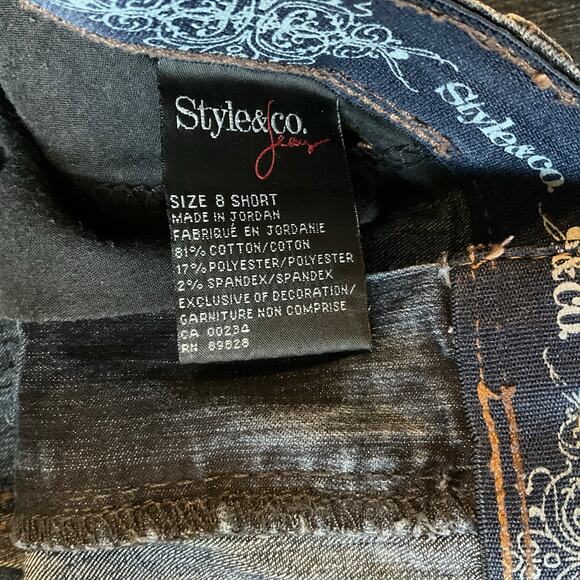 Style&co.
Jeans
SIZE 8 SHORT
MADE IN JORDAN
FABRIQUÉ EN JORDANIE
81% COTTON/COTON
17% POLYESTER/POLYESTER
2% SPANDEX/SPANDEX
EXCLUSIVE OF DECORATION/
GARNITURE NON COMPRISE
CA 00234
RN 89828
Style&co.
&co.